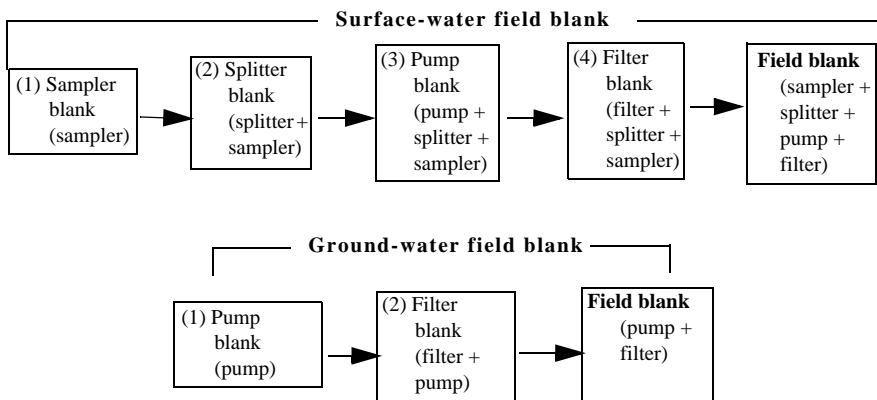 Surface-water field blank
(1) Sampler
blank
(sampler)
(2) Splitter
blank
(splitter +
sampler)
(3) Pump
blank
(pump +
splitter +
sampler)
(4) Filter
blank
(filter +
splitter +
sampler)
Field blank
(sampler +
splitter +
pump +
filter)
Ground-water field blank
(1) Pump
blank
(pump)
(2) Filter
blank
(filter +
pump)
Field blank
(pump +
filter)